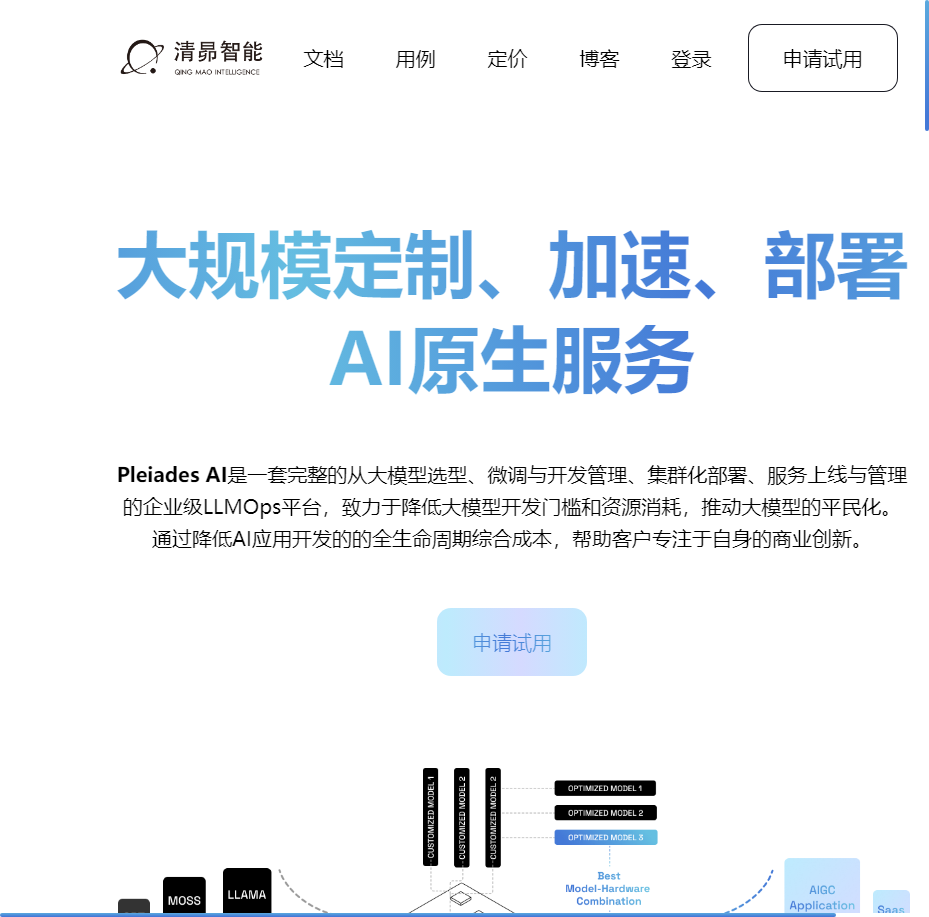 清昴智能
QING MAO INTELLIGENCE
文档
用例
定价
博客
登录
申请试用
大规模定制、加速、部署
AI原生服务
Pleiades AI是一套完整的从大模型选型、微调与开发管理、集群化部署、服务上线与管理
的企业级LLMOps平台，致力于降低大模型开发门槛和资源消耗，推动大模型的平民化。
通过降低AI应用开发的的全生命周期综合成本，帮助客户专注于自身的商业创新。
申请试用
CUSTOMIZED MODEL 1
CUSTOMIZED MODEL 2
CUSTOMIZED MODEL 2
OPTIMIZED MODEL 1
OPTIMIZED MODEL 2
OPTIMIZED MODEL 3
Best
Model-Hardware
Combination
MOSS
LLAMA
AIGC
Application
Saas